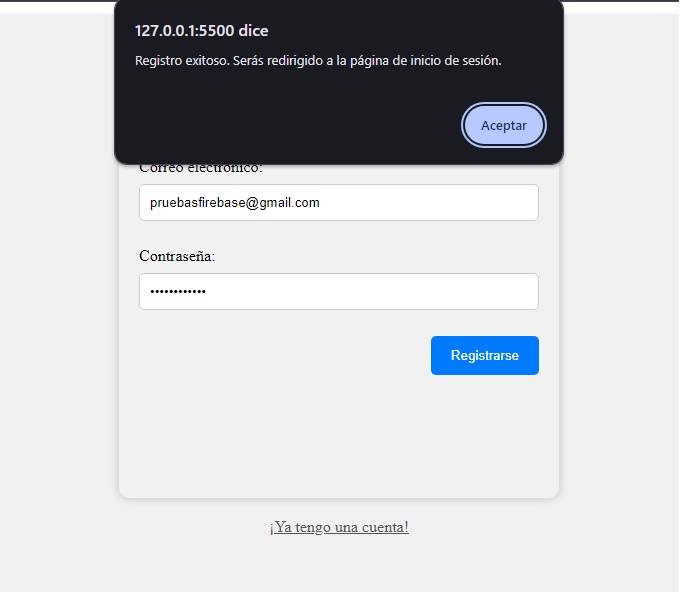 127.0.0.1:5500 dice
Registro exitoso. Serás redirigido a la página de inicio de sesión.
Aceptar
Correo electrónico:
pruebasfirebase@gmail.com
Contraseña:
••••••••••••
Registrarse
¡Ya tengo una cuenta!